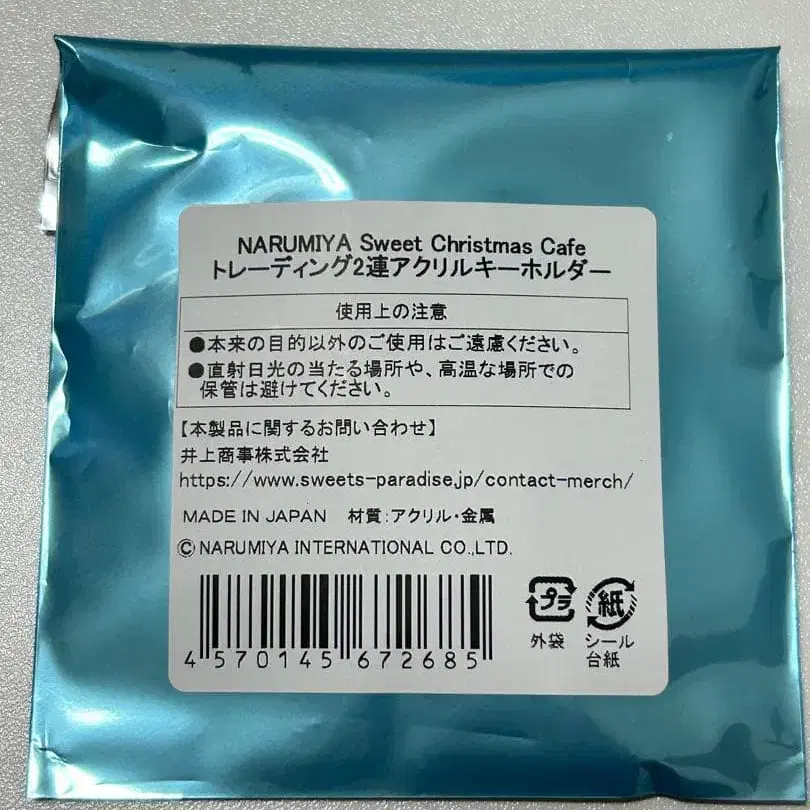 NARUMIYA Sweet Christmas Cafe
トレーディング2連アクリルキーホルダー
使用上の注意
●本来の目的以外のご使用はご遠慮ください。
●直射日光の当たる場所や、高温な場所での
保管は避けてください。
【本製品に関するお問い合わせ】
井上商事株式会社
https://www.sweets-paradise.jp/contact-merch/
MADE IN JAPAN 材質:アクリル・金属
©NARUMIYA INTERNATIONAL CO.,LTD.
プラ 紙
外袋 シール
台紙
4 570145 672685